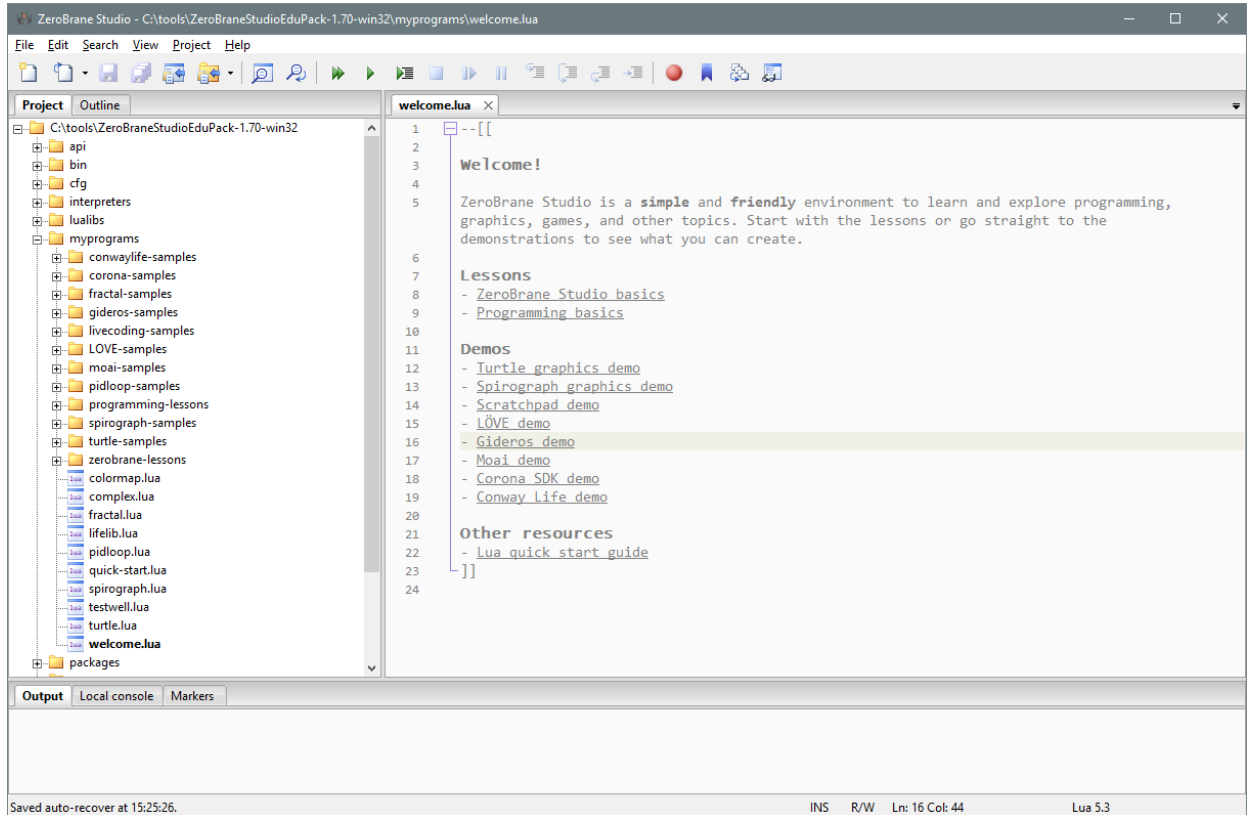 ZeroBrane Studio - C:\tools\ZeroBraneStudioEduPack-1.70-win32\myprograms\welcome.lua
File Edit Search View Project Help
Project Outline
C:\tools\ZeroBraneStudioEduPack-1.70-win32
api
bin
cfg
interpreters
lualibs
myprograms
conwaylife-samples
corona-samples
fractal-samples
gideros-samples
livecoding-samples
LOVE-samples
moai-samples
pidloop-samples
programming-lessons
spirograph-samples
turtle-samples
zerobrane-lessons
colormap.lua
complex.lua
fractal.lua
lifelib.lua
pidloop.lua
quick-start.lua
spirograph.lua
testwell.lua
turtle.lua
welcome.lua
packages
welcome.lua
1 --[[
2
3 Welcome!
4
5 ZeroBrane Studio is a simple and friendly environment to learn and explore programming,
graphics, games, and other topics. Start with the lessons or go straight to the
demonstrations to see what you can create.
6
7 Lessons
8 - ZeroBrane Studio basics
9 - Programming basics
10
11 Demos
12 - Turtle graphics demo
13 - Spirograph graphics demo
14 - Scratchpad demo
15 - LÖVE demo
16 - Gideros demo
17 - Moai demo
18 - Corona SDK demo
19 - Conway Life demo
20
21 Other resources
22 - Lua quick start guide
23 ]]
24
Output Local console Markers
Saved auto-recover at 15:25:26.
INS R/W Ln: 16 Col: 44 Lua 5.3